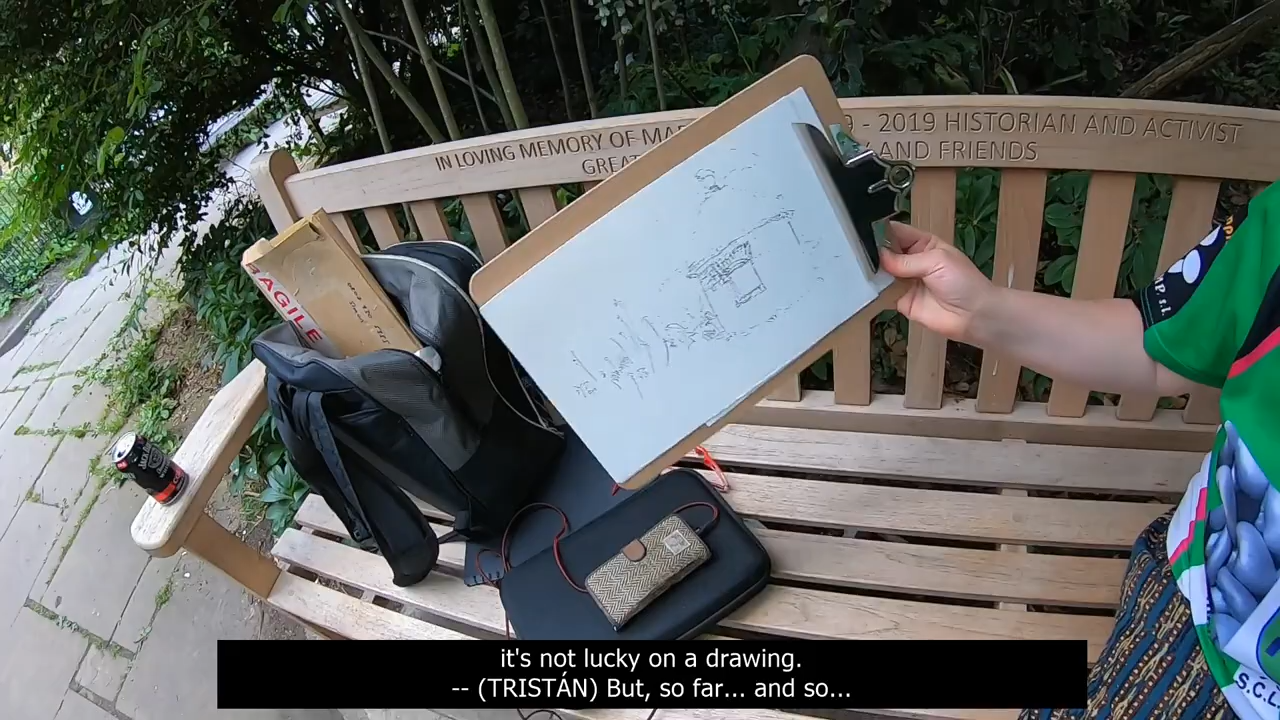 IN LOVING MEMORY OF MA
9 - 2019 HISTORIAN AND ACTIVIST
GREAT
AND FRIENDS
AGILE
S.C.L
it's not lucky on a drawing.
-- (TRISTÁN) But, so far... and so...